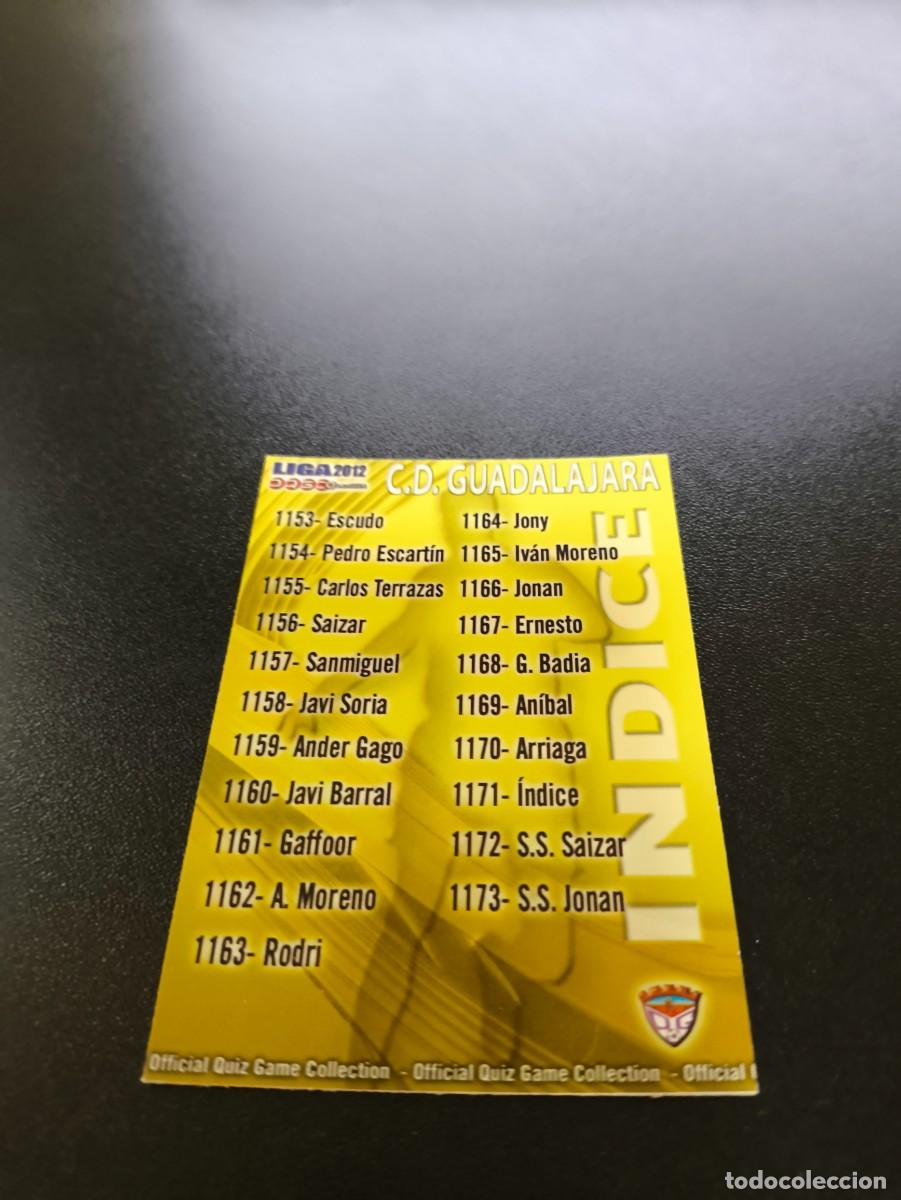 LIGA 2012
C.D. GUADALAJARA
1153- Escudo
1154- Pedro Escartín
1155- Carlos Terrazas
1156- Saizar
1157- Sanmiguel
1158- Javi Soria
1159- Ander Gago
1160- Javi Barral
1161- Gaffoor
1162- A. Moreno
1163- Rodri
1164- Jony
1165- Iván Moreno
1166- Jonan
1167- Ernesto
1168- G. Badia
1169- Aníbal
1170- Arriaga
1171- Índice
1172- S.S. Saizar
1173- S.S. Jonan
INDICE
Official Quiz Game Collection - Official Quiz Game Collection - Official
todocoleccion